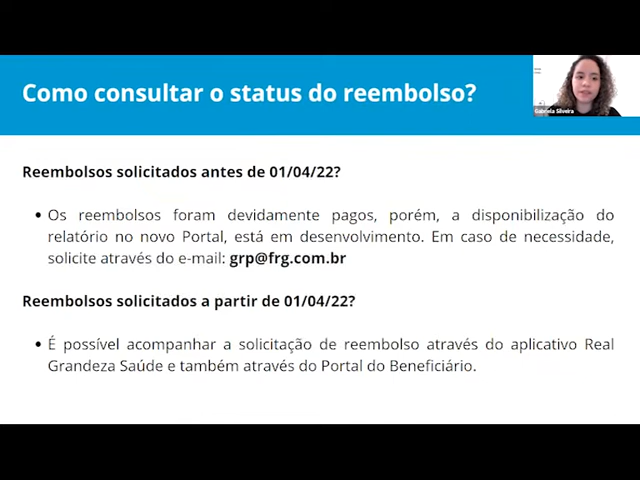 Como consultar o status do reembolso?
Gabriela Silveira
Reembolsos solicitados antes de 01/04/22?
• Os reembolsos foram devidamente pagos, porém, a disponibilização do
relatório no novo Portal, está em desenvolvimento. Em caso de necessidade,
solicite através do e-mail: grp@frg.com.br
Reembolsos solicitados a partir de 01/04/22?
• É possível acompanhar a solicitação de reembolso através do aplicativo Real
Grandeza Saúde e também através do Portal do Beneficiário.